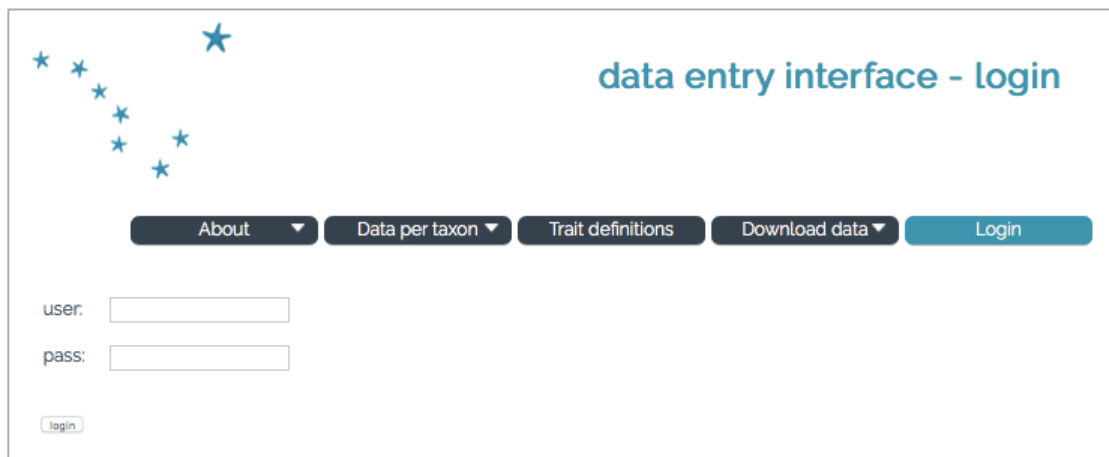 data entry interface - login
About Data per taxon Trait definitions Download data Login
user:
pass:
login